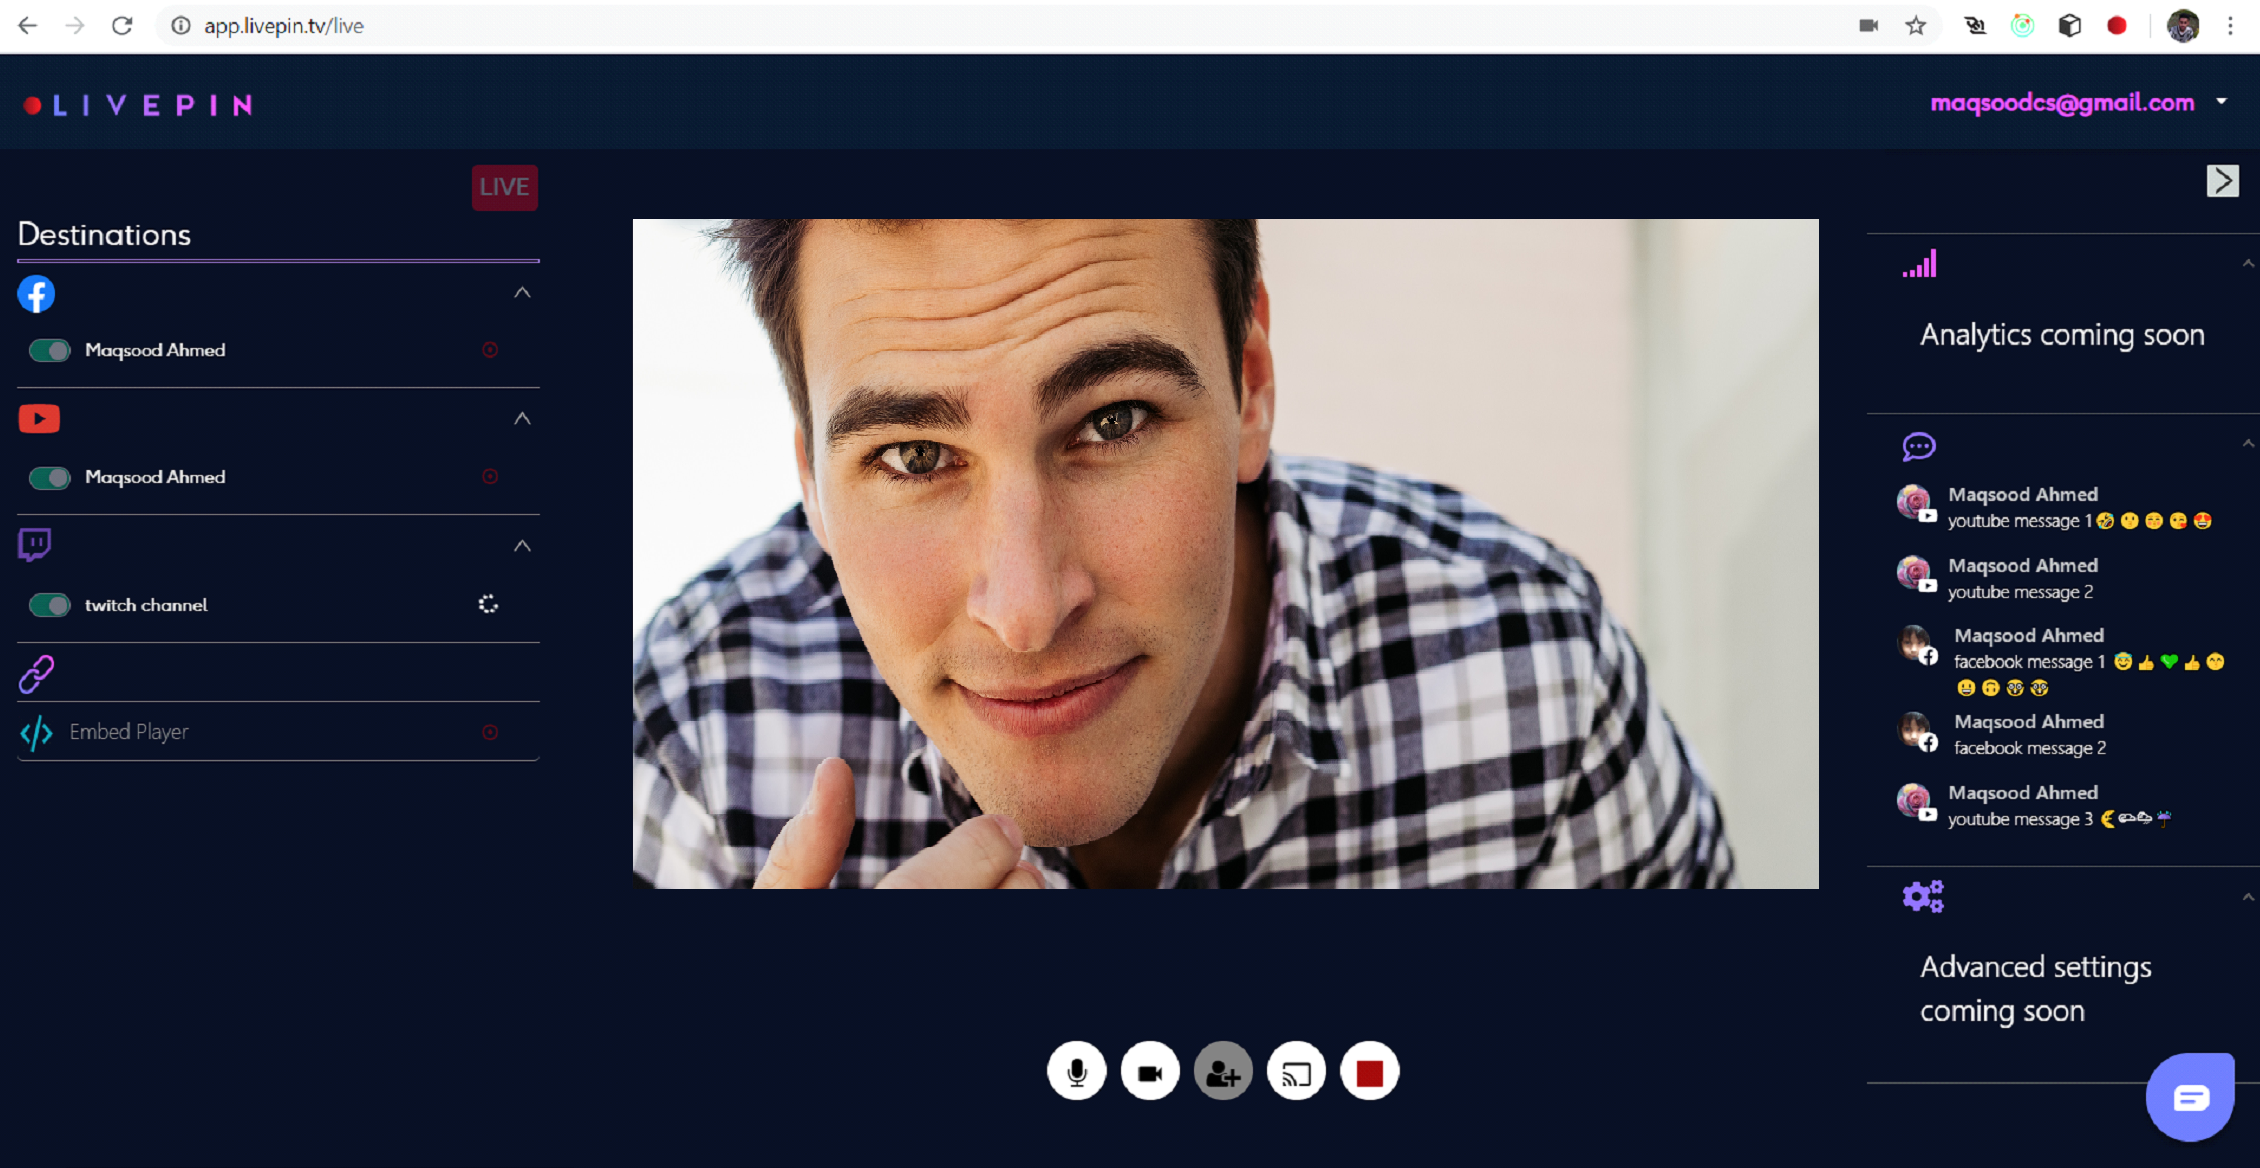 app.livepin.tv/live
LIVEPIN
maqsoodcs@gmail.com
LIVE
Destinations
Maqsood Ahmed
Maqsood Ahmed
twitch channel
Embed Player
Analytics coming soon
Maqsood Ahmed
youtube message 1🤣😗😚😘😍
Maqsood Ahmed
youtube message 2
Maqsood Ahmed
facebook message 1
Maqsood Ahmed
facebook message 2
Maqsood Ahmed
youtube message 3
Advanced settings
coming soon